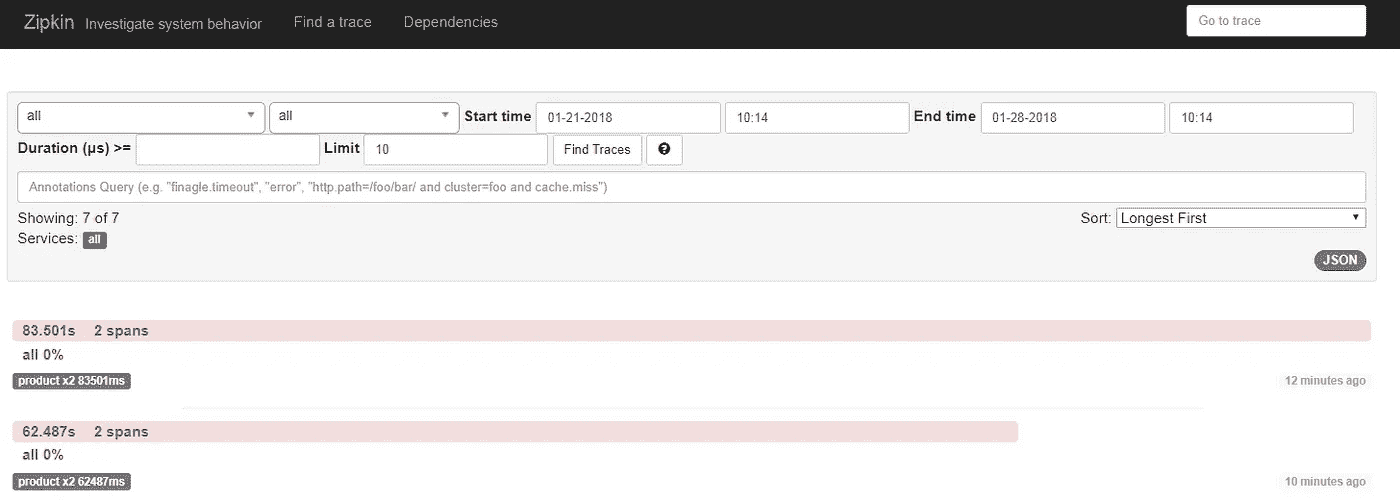 Zipkin Investigate system behavior Find a trace Dependencies Go to trace
all all Start time 01-21-2018 10:14 End time 01-28-2018 10:14
Duration (μs) >= Limit 10 Find Traces
Annotations Query (e.g. "finagle.timeout", "error", "http.path=/foo/bar/ and cluster=foo and cache.miss")
Showing: 7 of 7 Sort: Longest First
Services: all
JSON
83.501s 2 spans
all 0%
product x2 83501ms 12 minutes ago
62.487s 2 spans
all 0%
product x2 62487ms 10 minutes ago